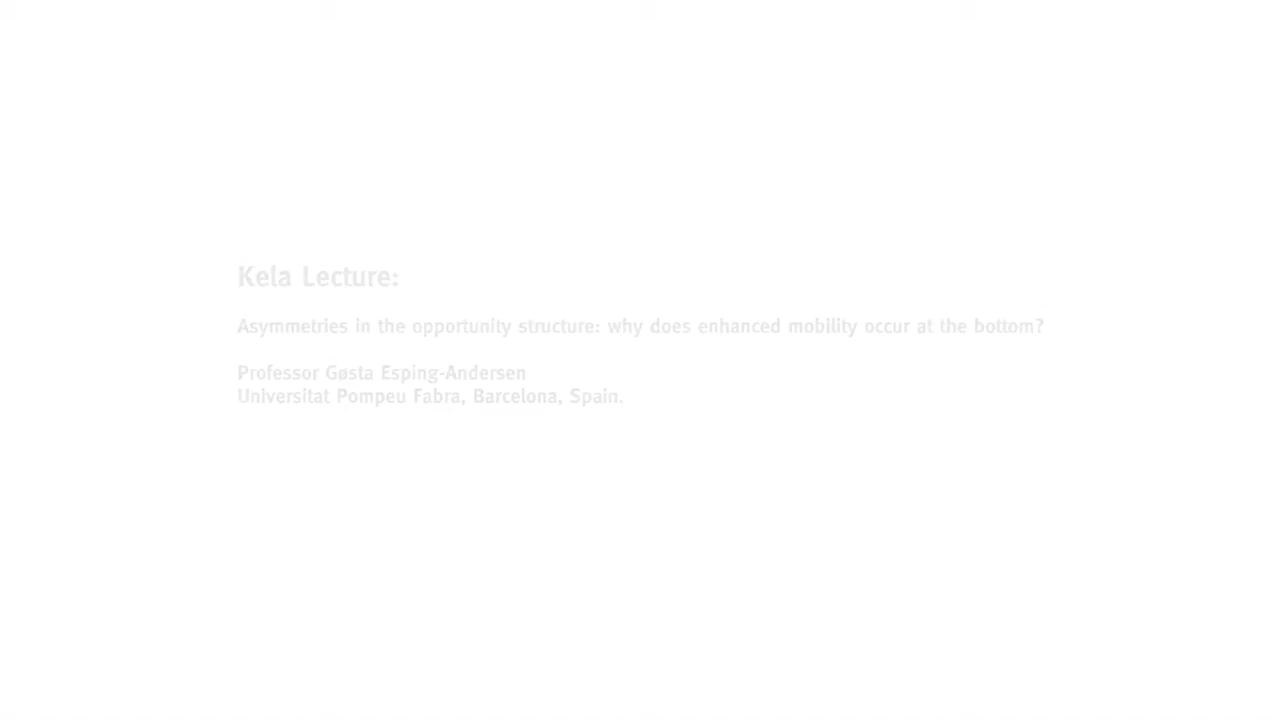 Kela Lecture:
Asymmetries in the opportunity structure: why does enhanced mobility occur at the bottom?
Professor Gøsta Esping-Andersen
Universitat Pompeu Fabra, Barcelona, Spain.